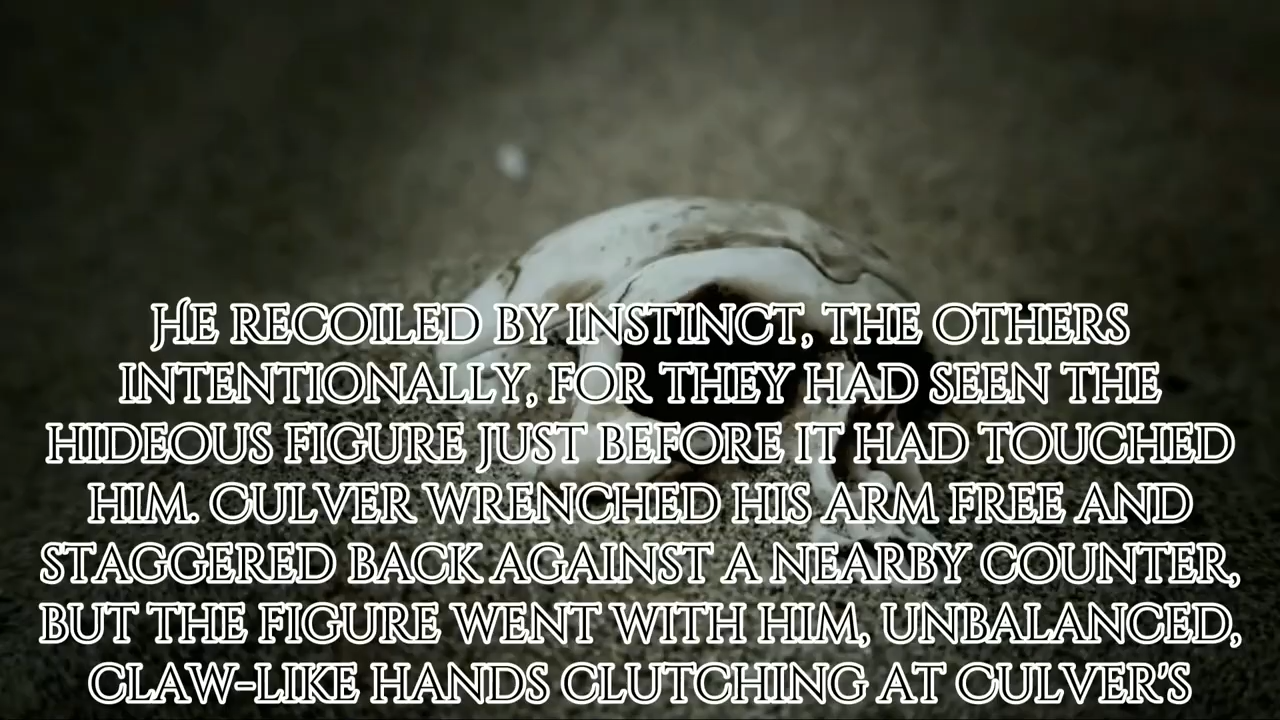 He recoiled by instinct, the others
intentionally, for they had seen the
hideous figure just before it had touched
him. Culver wrenched his arm free and
staggered back against a nearby counter,
but the figure went with him, unbalanced,
claw-like hands clutching at Culver's